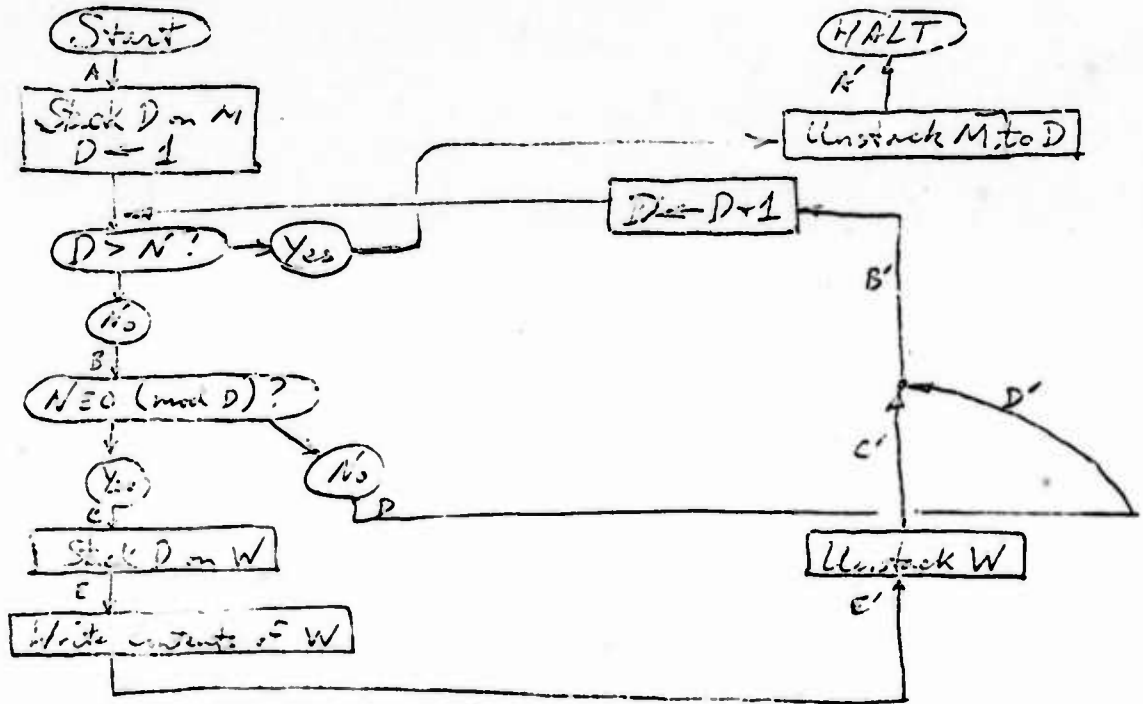 Start
HALT
A
A'
Stack D on M
D ← 1
Unstack M to D
D ← D+1
D > N?
Yes
B'
No
B
N≡0 (mod D)?
D'
C'
Yes
No
C
D
Stack D on W
Unstack W
E
E'
Write contents of W